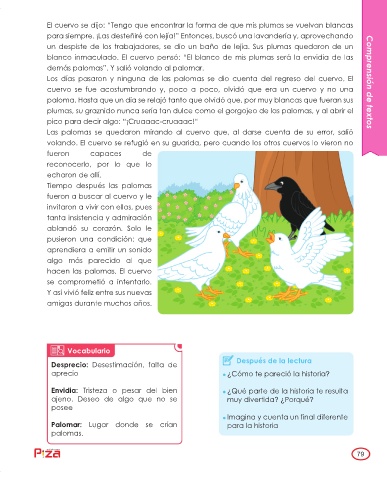 El cuervo se dijo: "Tengo que encontrar la forma de que mis plumas se vuelvan blancas
para siempre. ¡Las desteñiré con lejía!" Entonces, buscó una lavandería y, aprovechando
un despiste de los trabajadores, se dio un baño de lejía. Sus plumas quedaron de un
blanco inmaculado. El cuervo pensó: "El blanco de mis plumas será la envidia de las
demás palomas". Y salió volando al palomar.
Los días pasaron y ninguna de las palomas se dio cuenta del regreso del cuervo. El
cuervo se fue acostumbrando y, poco a poco, olvidó que era un cuervo y no una
paloma. Hasta que un día se relajó tanto que olvidó que, por muy blancas que fueran sus
plumas, su graznido nunca sería tan dulce como el gorgojeo de las palomas, y al abrir el
pico para decir algo: "¡Cruaaac-cruaaac!"
Las palomas se quedaron mirando al cuervo que, al darse cuenta de su error, salió
volando. El cuervo se refugió en su guarida, pero cuando los otros cuervos lo vieron no
fueron capaces de
reconocerlo, por lo que lo
echaron de allí.
Tiempo después las palomas
fueron a buscar al cuervo y le
invitaron a vivir con ellas, pues
tanta insistencia y admiración
ablandó su corazón. Solo le
pusieron una condición: que
aprendiera a emitir un sonido
algo más parecido al que
hacen las palomas. El cuervo
se comprometió a intentarlo.
Y así vivió feliz entre sus nuevas
amigas durante muchos años.
Comprensión de textos
Vocabulario
Desprecio: Desestimación, falta de
aprecio
Envidia: Tristeza o pesar del bien
ajeno. Deseo de algo que no se
posee
Palomar: Lugar donde se crían
palomas.
Después de la lectura
¿Cómo te pareció la historia?
¿Qué parte de la historia te resulta
muy divertida? ¿Porqué?
Imagina y cuenta un final diferente
para la historia
79